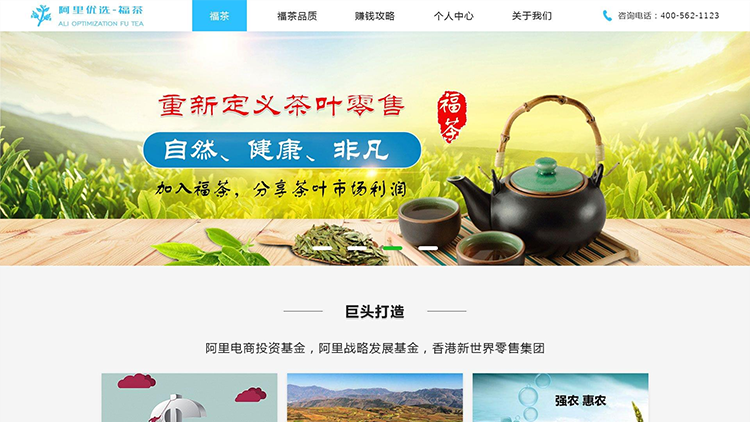 阿里优选-福茶
ALI OPTIMIZATION FU TEA
福茶
福茶品质
赚钱攻略
个人中心
关于我们
咨询电话：400-562-1123
重新定义茶叶零售
福茶
自然、健康、非凡
加入福茶，分享茶叶市场利润
巨头打造
阿里电商投资基金，阿里战略发展基金，香港新世界零售集团
强农 惠农